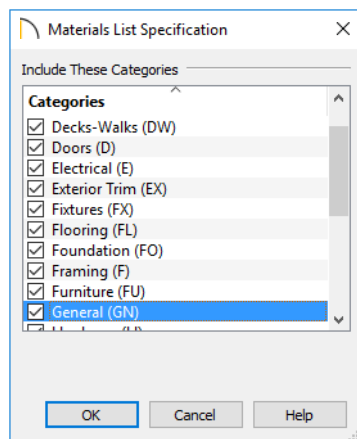 Materials List Specification
Include These Categories
Categories
Decks-Walks (DW)
Doors (D)
Electrical (E)
Exterior Trim (EX)
Fixtures (FX)
Flooring (FL)
Foundation (FO)
Framing (F)
Furniture (FU)
General (GN)
OK Cancel Help